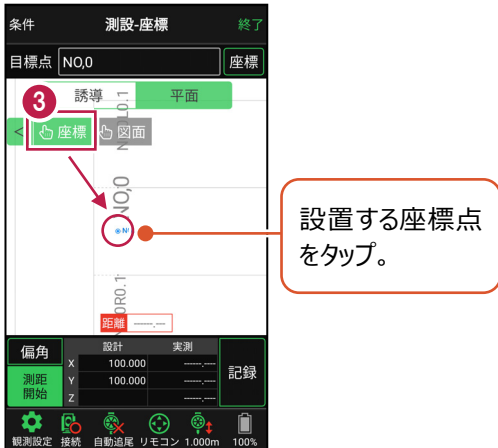 条件 測設-座標 終了
目標点 NO,0 座標
誘導 平面
3
< 座標 図面
NO,0
設置する座標点
をタップ。
距離 ------.---
偏角 設計 実測
X 100.000 ------.----
測距
開始 Y 100.000 ------.---- 記録
Z ------.----
観測設定 接続 自動追尾 リモコン 1.000m 100%